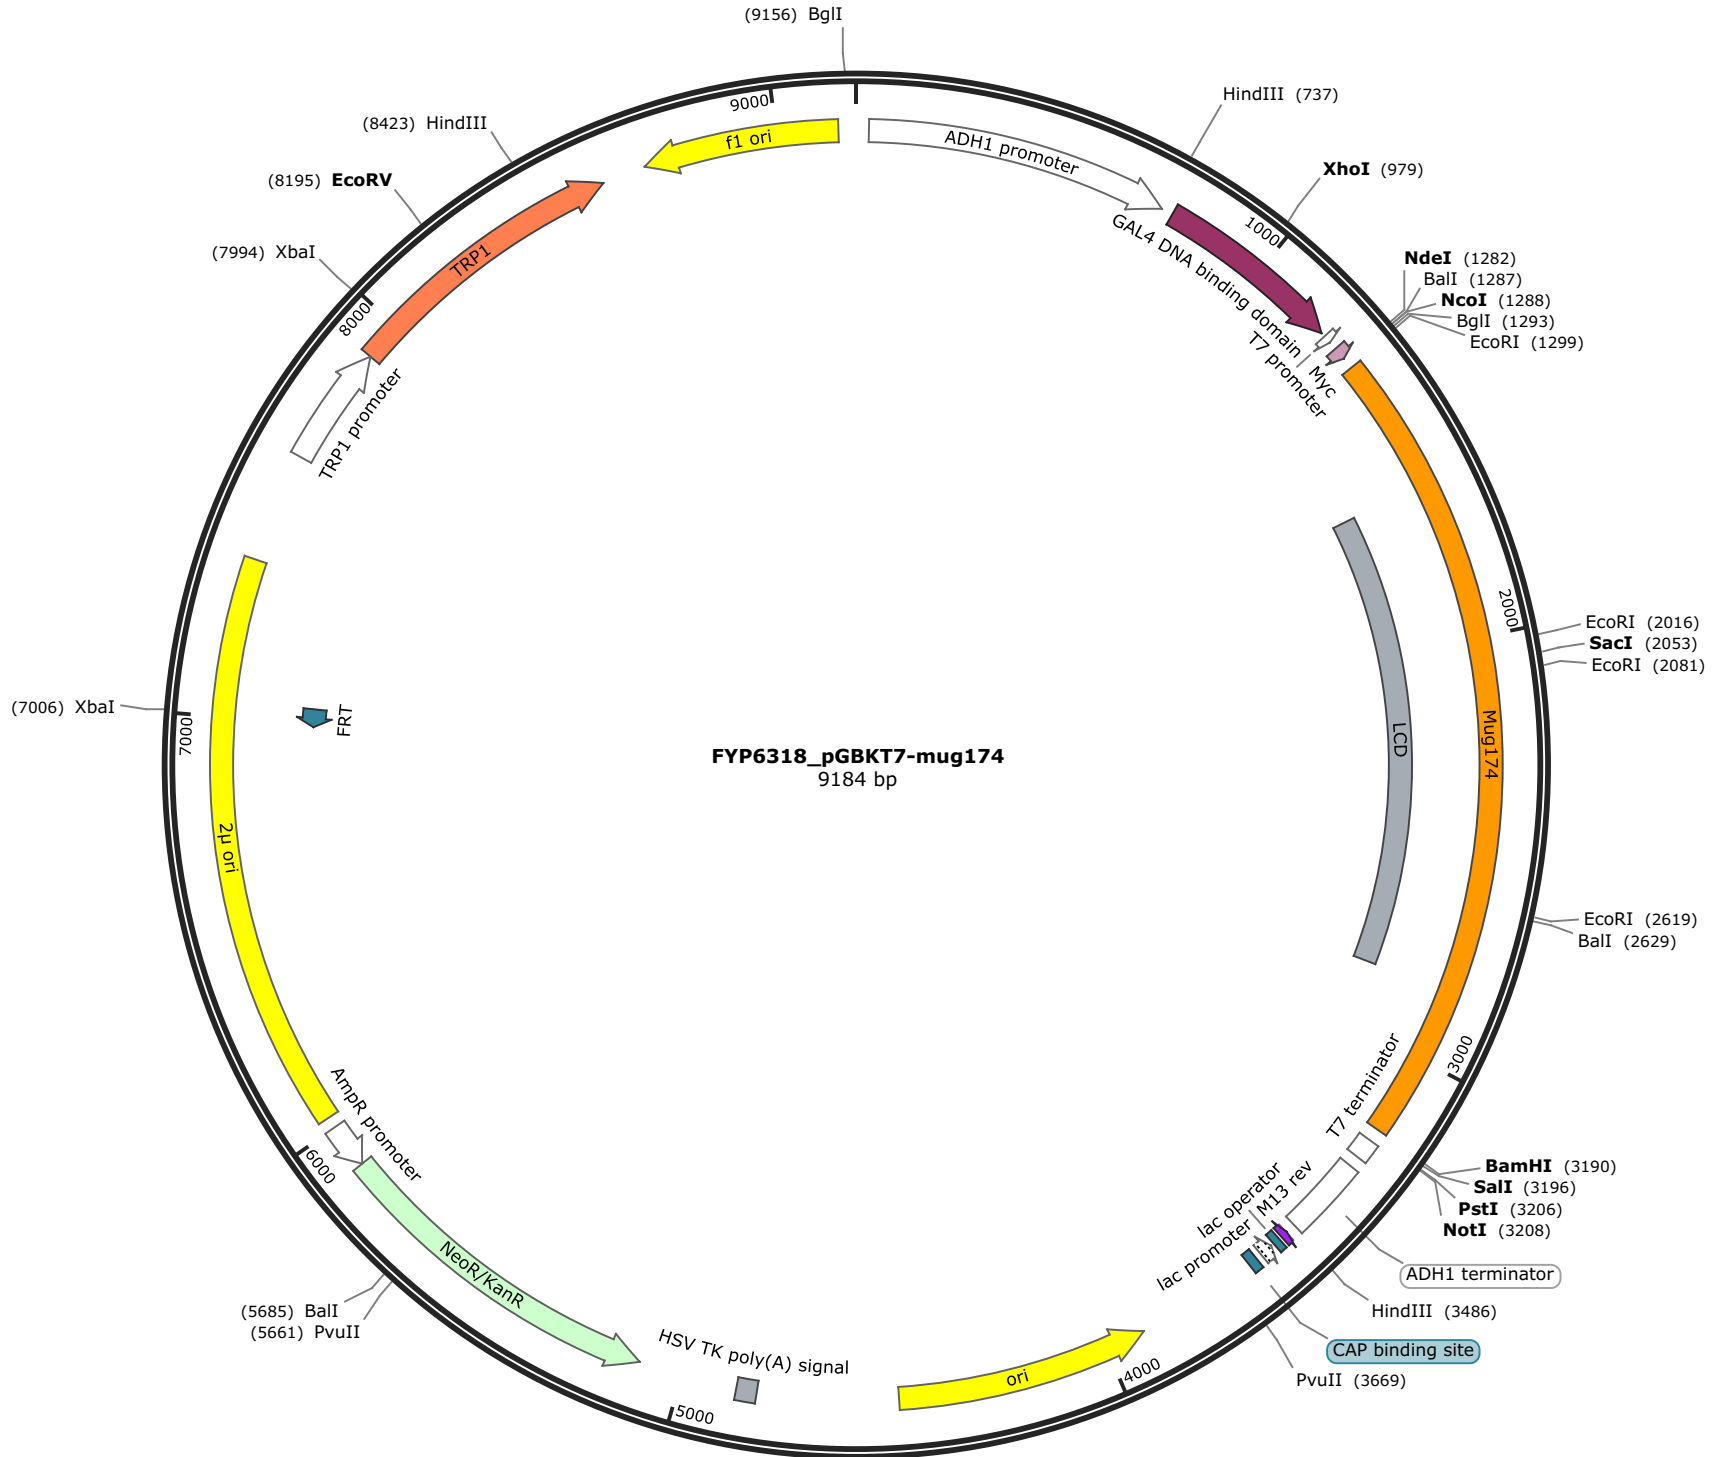 (9156) BglI
HindIII (737)
XhoI (979)
NdeI (1282)
BalI (1287)
NcoI (1288)
BglI (1293)
EcoRI (1299)
EcoRI (2016)
SacI (2053)
EcoRI (2081)
EcoRI (2619)
BalI (2629)
BamHI (3190)
SalI (3196)
PstI (3206)
NotI (3208)
ADH1 terminator
HindIII (3486)
CAP binding site
PvuII (3669)
(5661) PvuII
(5685) BalI
(7006) XbaI
(7994) XbaI
(8195) EcoRV
(8423) HindIII
1000
2000
3000
4000
5000
6000
7000
8000
9000
f1 ori
ADH1 promoter
GAL4 DNA binding domain
T7 promoter
Myc
Mug174
LCD
T7 terminator
M13 rev
lac operator
lac promoter
ori
HSV TK poly(A) signal
NeoR/KanR
AmpR promoter
2μ ori
FRT
TRP1 promoter
TRP1
FYP6318_pGBKT7-mug174
9184 bp